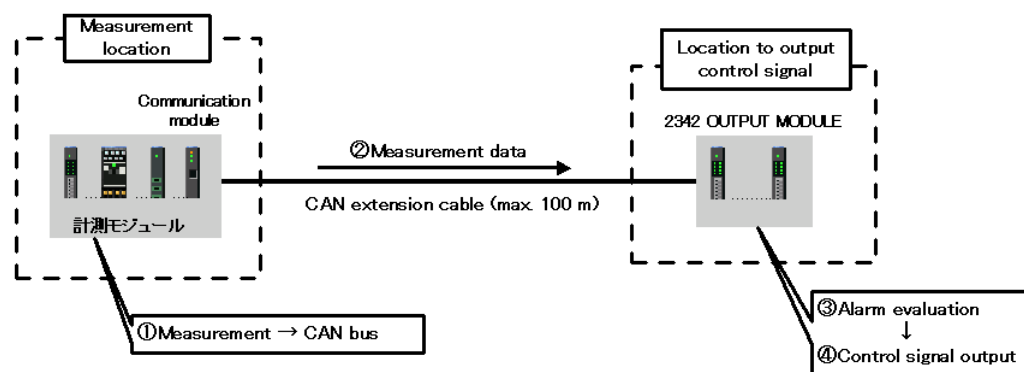 Measurement
location
Location to output
control signal
Communication
module
2342 OUTPUT MODULE
②Measurement data
CAN extension cable (max. 100 m)
計測モジュール
①Measurement → CAN bus
③Alarm evaluation
↓
④Control signal output